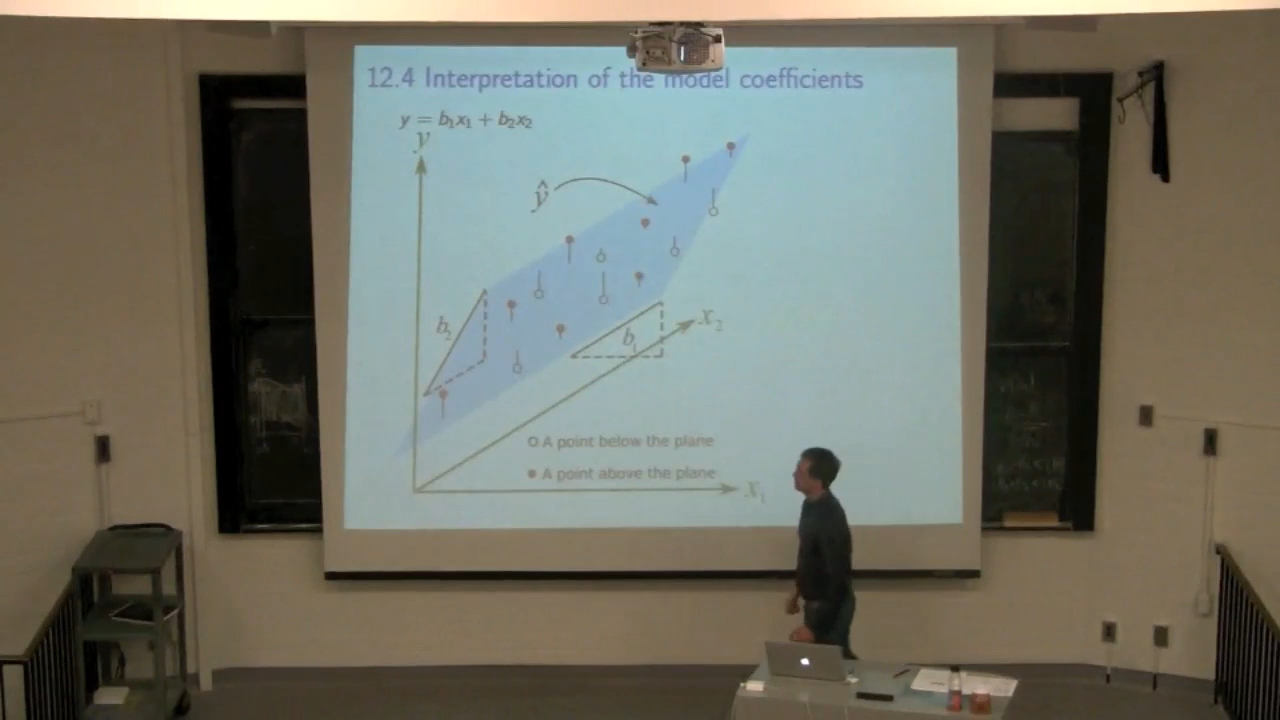 12.4 Interpretation of the model coefficients
y = b₁x₁ + b₂x₂
y
ŷ
b₂
b₁
x₂
A point below the plane
A point above the plane
x₁